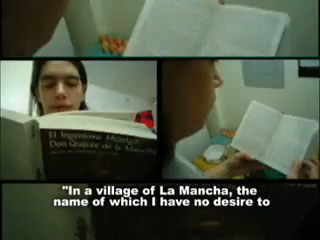 El Ingenioso Hidalgo
Don Quijote de la Mancha
"In a village of La Mancha, the
name of which I have no desire to